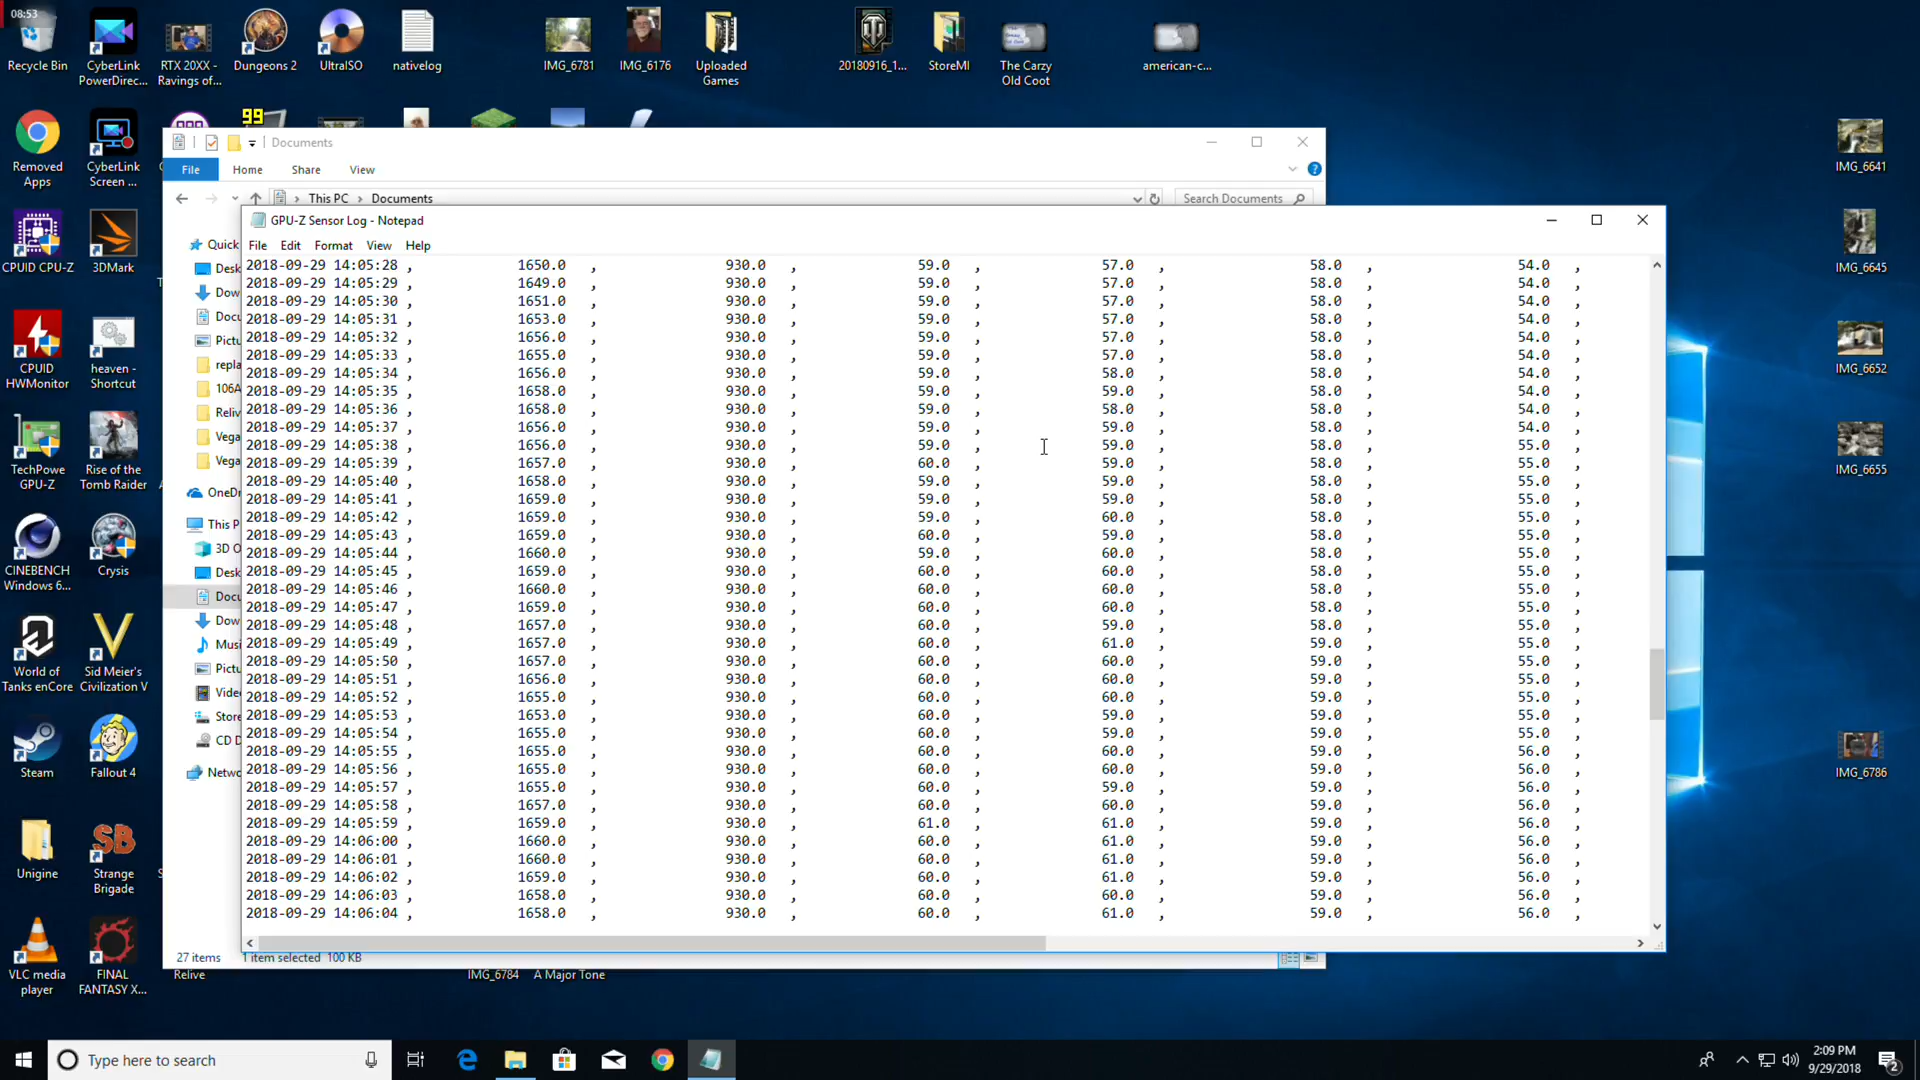 08:53
Recycle Bin
CyberLink
PowerDirec...
RTX 20XX -
Ravings of...
Dungeons 2
UltraISO
nativelog
IMG_6781
IMG_6176
Uploaded
Games
20180916_1...
StoreMI
The Carzy
Old Coot
american-c...
99
Removed
Apps
CyberLink
Screen ...
IMG_6641
CPUID CPU-Z
3DMark
IMG_6645
CPUID
HWMonitor
heaven -
Shortcut
IMG_6652
TechPowe
GPU-Z
Rise of the
Tomb Raider
IMG_6655
CINEBENCH
Windows 6...
Crysis
World of
Tanks enCore
Sid Meier's
Civilization V
Steam
Fallout 4
IMG_6786
Unigine
Strange
Brigade
VLC media
player
FINAL
FANTASY X...
Relive
IMG_6784
A Major Tone
Documents
File Home Share View
This PC > Documents
Search Documents
Quick
Desk
Dow
Docu
Pictu
repla
106A
Reliv
Vega
Vega
OneDr
This P
3D O
Desk
Docu
Dow
Musi
Pictu
Vide
Store
CD D
Netwo
27 items 1 item selected 100 KB
GPU-Z Sensor Log - Notepad
File Edit Format View Help
2018-09-29 14:05:28 , 1650.0 , 930.0 , 59.0 , 57.0 , 58.0 , 54.0 ,
2018-09-29 14:05:29 , 1649.0 , 930.0 , 59.0 , 57.0 , 58.0 , 54.0 ,
2018-09-29 14:05:30 , 1651.0 , 930.0 , 59.0 , 57.0 , 58.0 , 54.0 ,
2018-09-29 14:05:31 , 1653.0 , 930.0 , 59.0 , 57.0 , 58.0 , 54.0 ,
2018-09-29 14:05:32 , 1656.0 , 930.0 , 59.0 , 57.0 , 58.0 , 54.0 ,
2018-09-29 14:05:33 , 1655.0 , 930.0 , 59.0 , 57.0 , 58.0 , 54.0 ,
2018-09-29 14:05:34 , 1656.0 , 930.0 , 59.0 , 58.0 , 58.0 , 54.0 ,
2018-09-29 14:05:35 , 1658.0 , 930.0 , 59.0 , 59.0 , 58.0 , 54.0 ,
2018-09-29 14:05:36 , 1658.0 , 930.0 , 59.0 , 58.0 , 58.0 , 54.0 ,
2018-09-29 14:05:37 , 1656.0 , 930.0 , 59.0 , 59.0 , 58.0 , 54.0 ,
2018-09-29 14:05:38 , 1656.0 , 930.0 , 59.0 , 59.0 , 58.0 , 55.0 ,
2018-09-29 14:05:39 , 1657.0 , 930.0 , 60.0 , 59.0 , 58.0 , 55.0 ,
2018-09-29 14:05:40 , 1658.0 , 930.0 , 59.0 , 59.0 , 58.0 , 55.0 ,
2018-09-29 14:05:41 , 1659.0 , 930.0 , 59.0 , 59.0 , 58.0 , 55.0 ,
2018-09-29 14:05:42 , 1659.0 , 930.0 , 59.0 , 60.0 , 58.0 , 55.0 ,
2018-09-29 14:05:43 , 1659.0 , 930.0 , 60.0 , 59.0 , 58.0 , 55.0 ,
2018-09-29 14:05:44 , 1660.0 , 930.0 , 59.0 , 60.0 , 58.0 , 55.0 ,
2018-09-29 14:05:45 , 1659.0 , 930.0 , 60.0 , 60.0 , 58.0 , 55.0 ,
2018-09-29 14:05:46 , 1660.0 , 930.0 , 60.0 , 60.0 , 58.0 , 55.0 ,
2018-09-29 14:05:47 , 1659.0 , 930.0 , 60.0 , 60.0 , 58.0 , 55.0 ,
2018-09-29 14:05:48 , 1657.0 , 930.0 , 60.0 , 59.0 , 58.0 , 55.0 ,
2018-09-29 14:05:49 , 1657.0 , 930.0 , 60.0 , 61.0 , 59.0 , 55.0 ,
2018-09-29 14:05:50 , 1657.0 , 930.0 , 60.0 , 60.0 , 59.0 , 55.0 ,
2018-09-29 14:05:51 , 1656.0 , 930.0 , 60.0 , 60.0 , 59.0 , 55.0 ,
2018-09-29 14:05:52 , 1655.0 , 930.0 , 60.0 , 60.0 , 59.0 , 55.0 ,
2018-09-29 14:05:53 , 1653.0 , 930.0 , 60.0 , 59.0 , 59.0 , 55.0 ,
2018-09-29 14:05:54 , 1655.0 , 930.0 , 60.0 , 59.0 , 59.0 , 55.0 ,
2018-09-29 14:05:55 , 1655.0 , 930.0 , 60.0 , 60.0 , 59.0 , 56.0 ,
2018-09-29 14:05:56 , 1655.0 , 930.0 , 60.0 , 60.0 , 59.0 , 56.0 ,
2018-09-29 14:05:57 , 1655.0 , 930.0 , 60.0 , 59.0 , 59.0 , 56.0 ,
2018-09-29 14:05:58 , 1657.0 , 930.0 , 60.0 , 60.0 , 59.0 , 56.0 ,
2018-09-29 14:05:59 , 1659.0 , 930.0 , 61.0 , 61.0 , 59.0 , 56.0 ,
2018-09-29 14:06:00 , 1660.0 , 930.0 , 60.0 , 61.0 , 59.0 , 56.0 ,
2018-09-29 14:06:01 , 1660.0 , 930.0 , 60.0 , 61.0 , 59.0 , 56.0 ,
2018-09-29 14:06:02 , 1659.0 , 930.0 , 60.0 , 61.0 , 59.0 , 56.0 ,
2018-09-29 14:06:03 , 1658.0 , 930.0 , 60.0 , 60.0 , 59.0 , 56.0 ,
2018-09-29 14:06:04 , 1658.0 , 930.0 , 60.0 , 61.0 , 59.0 , 56.0 ,
Type here to search
2:09 PM
9/29/2018
2